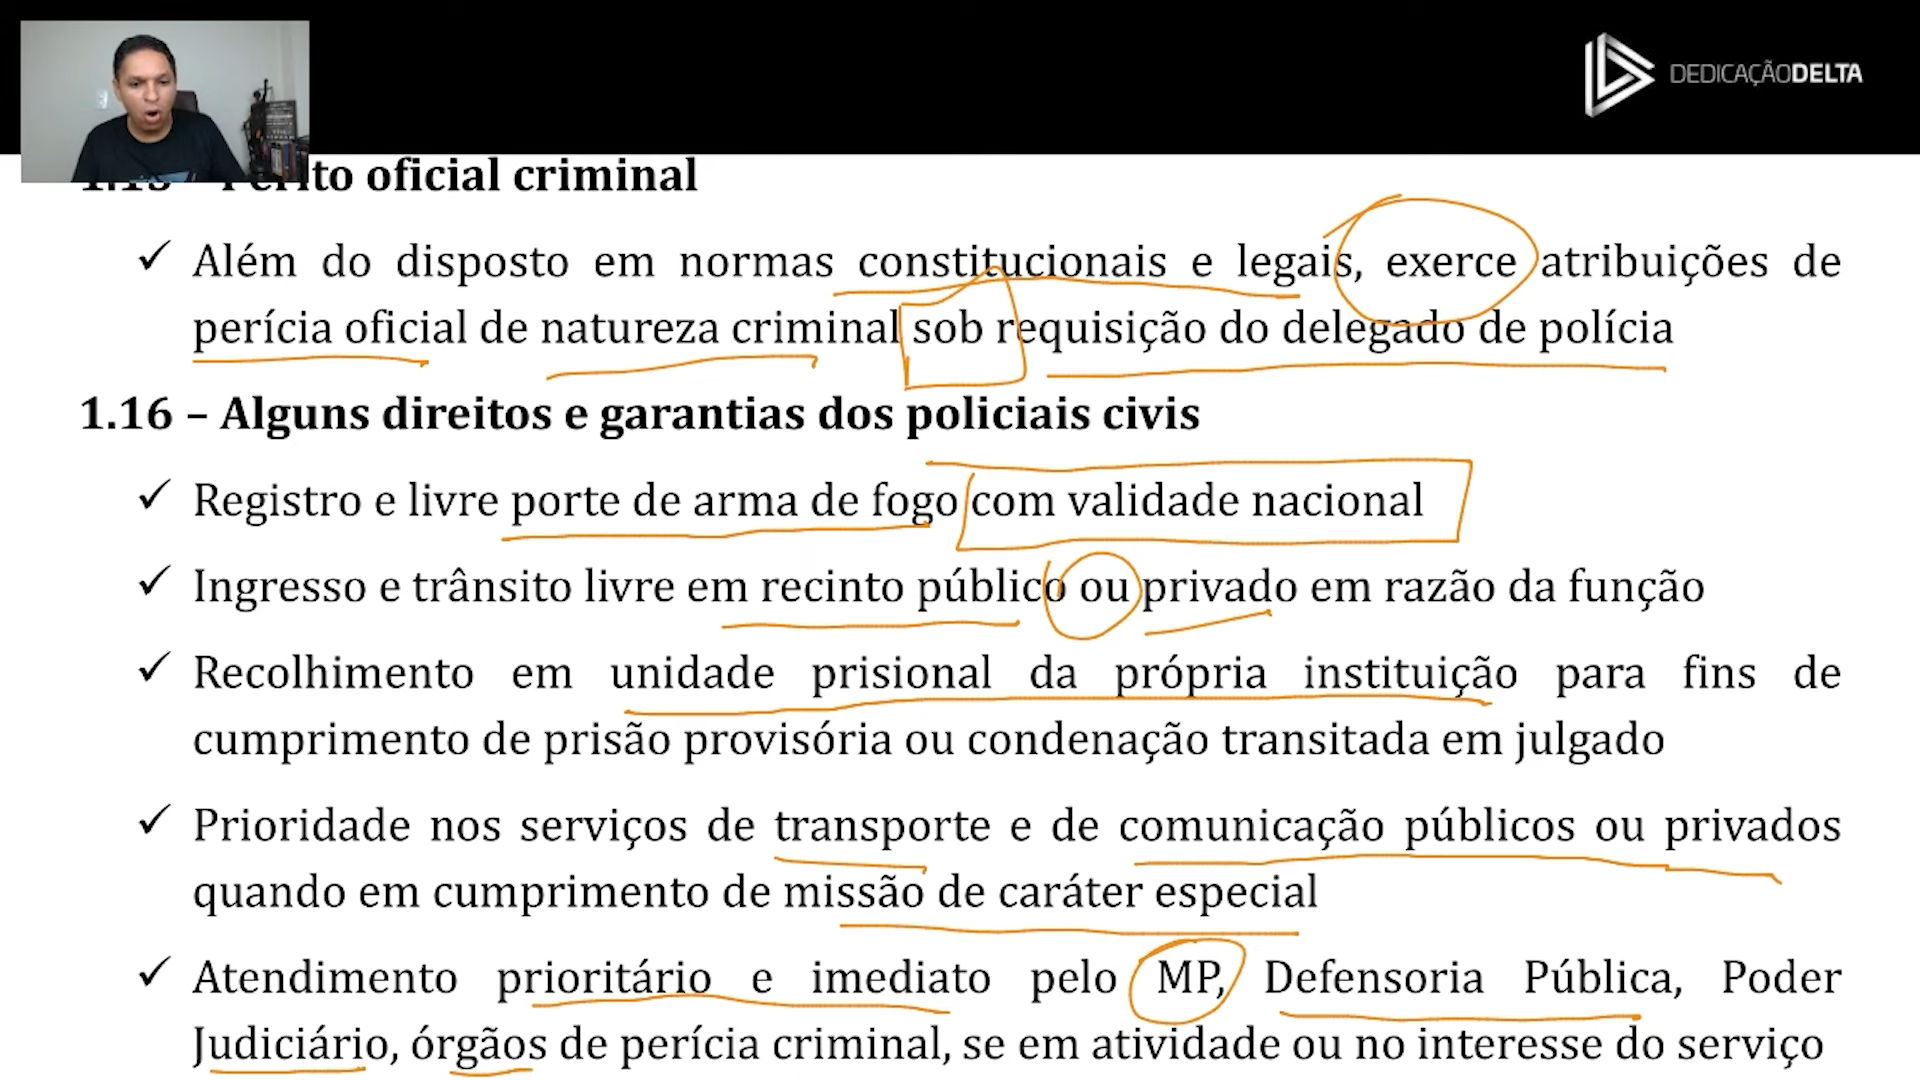 DEDICAÇÃODELTA
1.15 – Perito oficial criminal
✓ Além do disposto em normas constitucionais e legais, exerce atribuições de
perícia oficial de natureza criminal sob requisição do delegado de polícia
1.16 – Alguns direitos e garantias dos policiais civis
✓ Registro e livre porte de arma de fogo com validade nacional
✓ Ingresso e trânsito livre em recinto público ou privado em razão da função
✓ Recolhimento em unidade prisional da própria instituição para fins de
cumprimento de prisão provisória ou condenação transitada em julgado
✓ Prioridade nos serviços de transporte e de comunicação públicos ou privados
quando em cumprimento de missão de caráter especial
✓ Atendimento prioritário e imediato pelo MP, Defensoria Pública, Poder
Judiciário, órgãos de perícia criminal, se em atividade ou no interesse do serviço